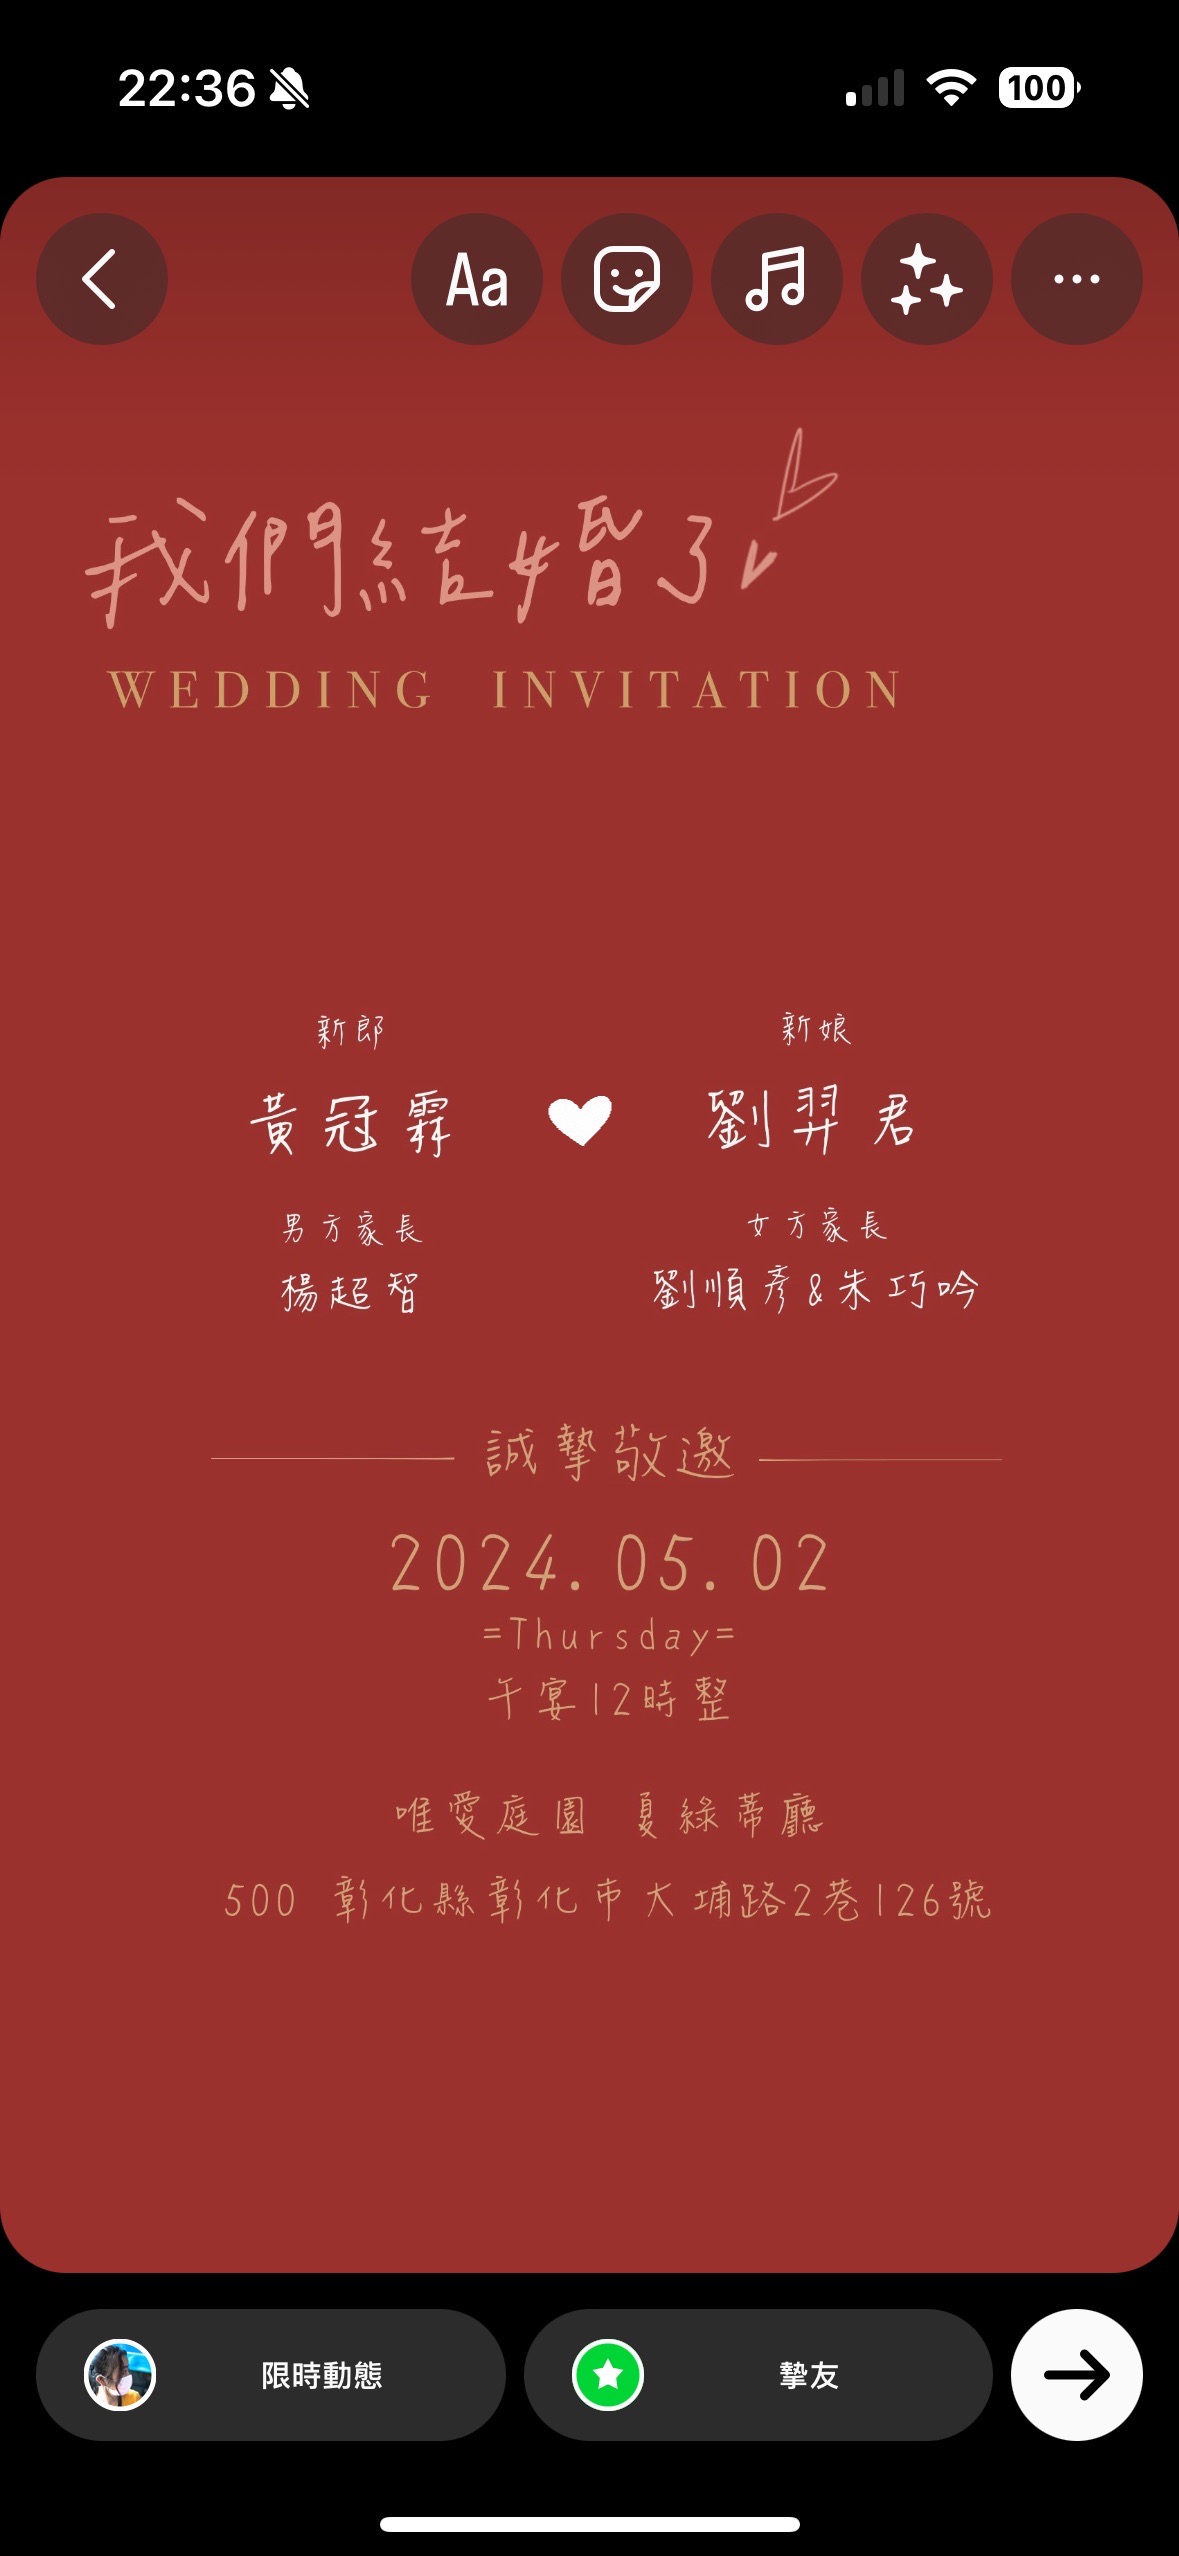 22:36
100
Aa
我們結婚了
WEDDING INVITATION
新郎
新娘
黃冠霖
劉羿君
男方家長
女方家長
楊超智
劉順彥&朱巧吟
誠摯敬邀
2024.05.02
=Thursday=
午宴12時整
唯愛庭園 夏綠蒂廳
500 彰化縣彰化市大埔路2巷126號
限時動態
摯友